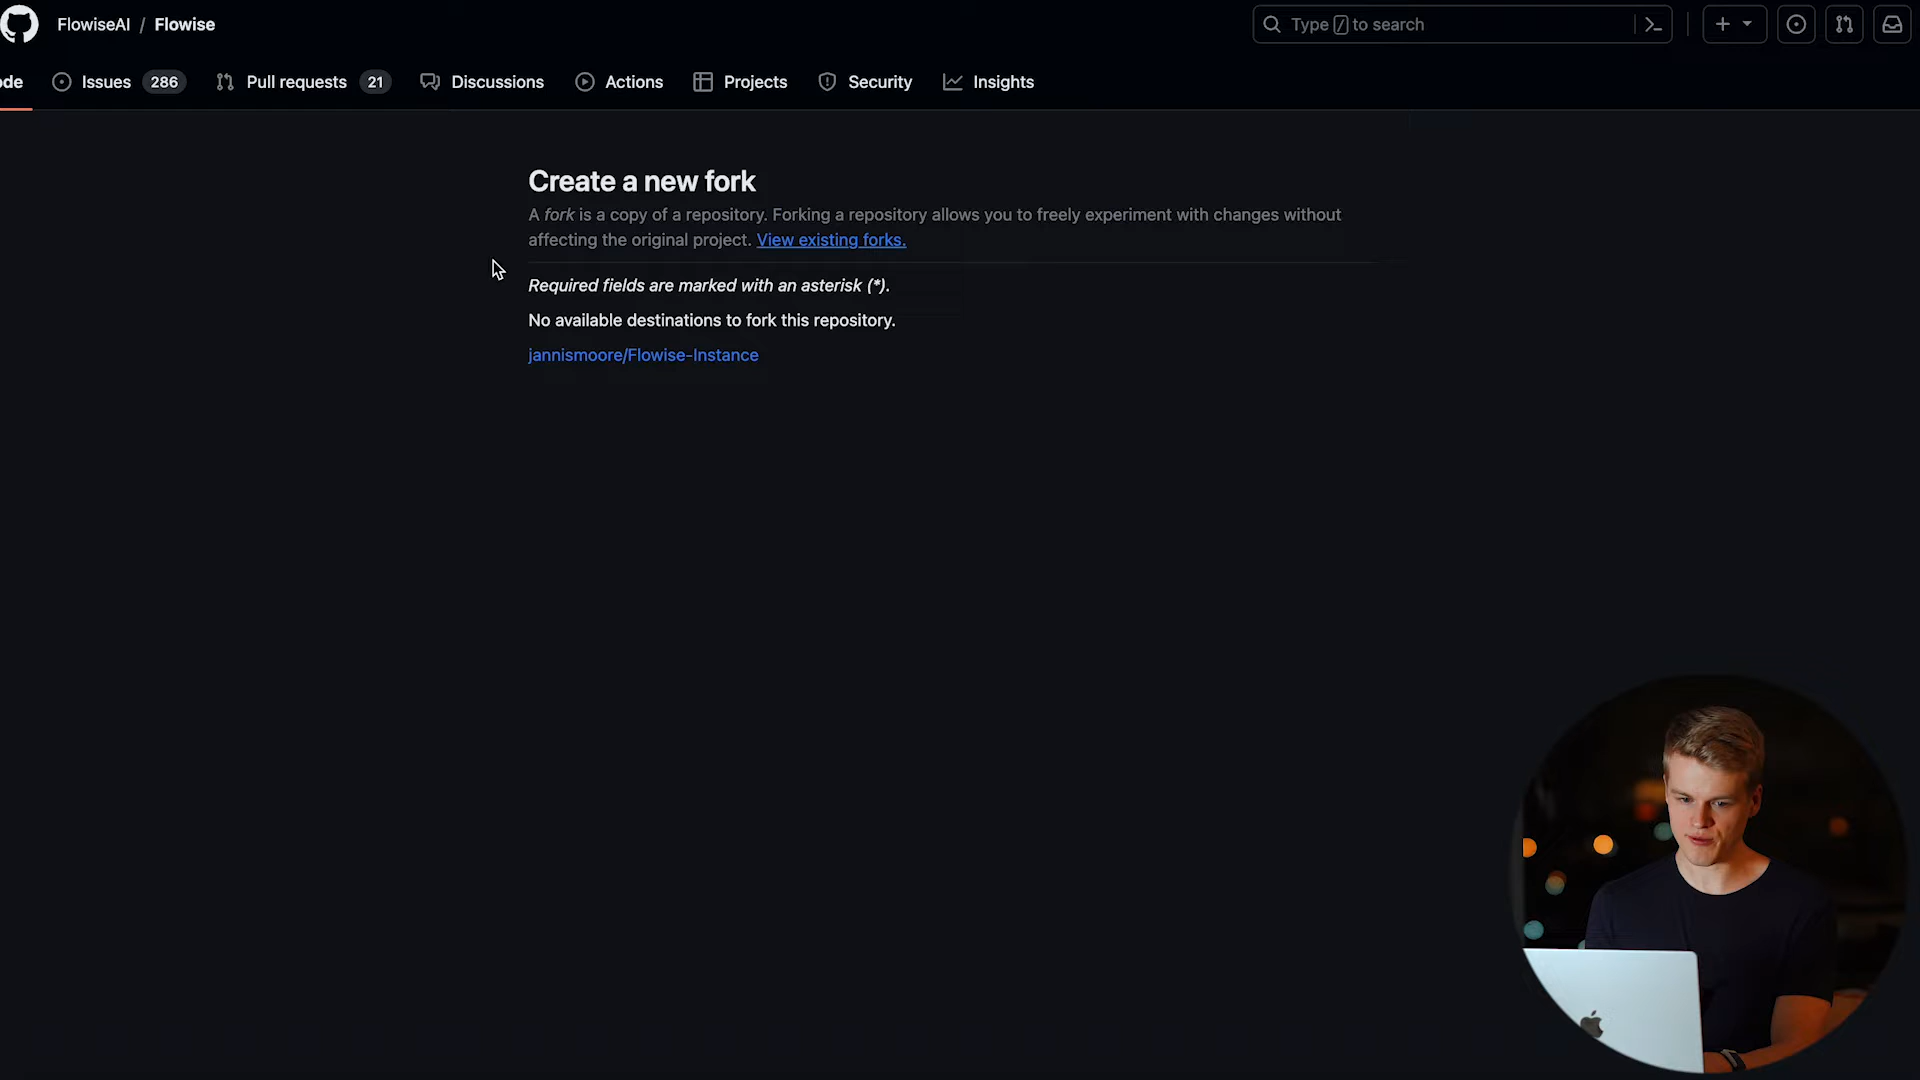 FlowiseAI / Flowise
Type / to search
ode
Issues 286
Pull requests 21
Discussions
Actions
Projects
Security
Insights
Create a new fork
A fork is a copy of a repository. Forking a repository allows you to freely experiment with changes without
affecting the original project. View existing forks.
Required fields are marked with an asterisk (*).
No available destinations to fork this repository.
jannismoore/Flowise-Instance